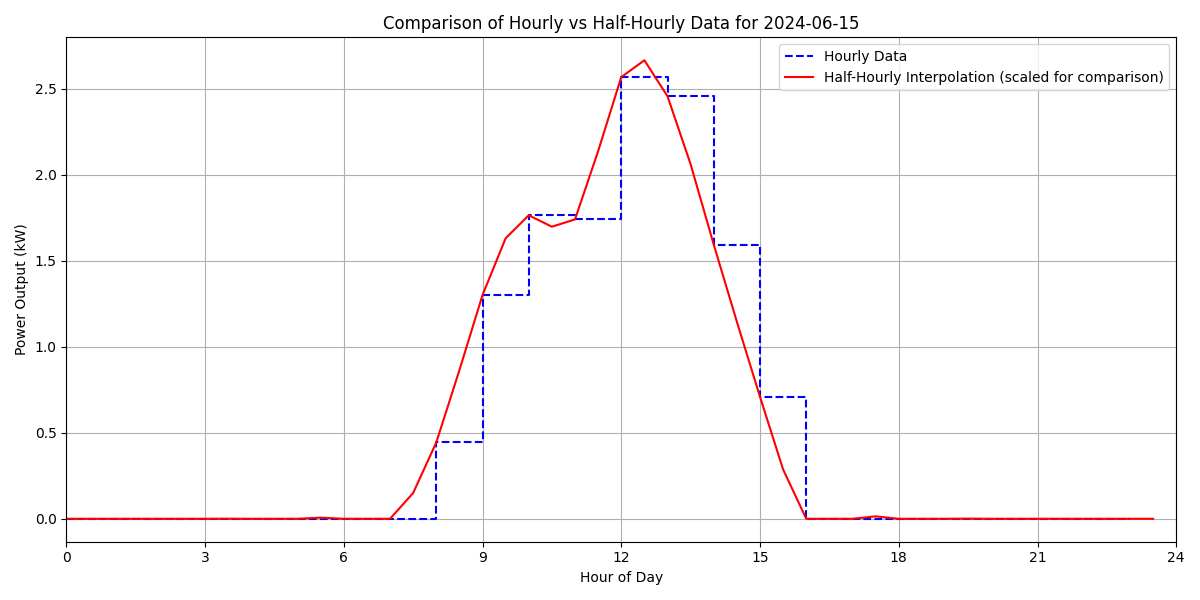 Comparison of Hourly vs Half-Hourly Data for 2024-06-15
Hourly Data
Half-Hourly Interpolation (scaled for comparison)
Power Output (kW)
2.5
2.0
1.5
1.0
0.5
0.0
0 3 6 9 12 15 18 21 24
Hour of Day